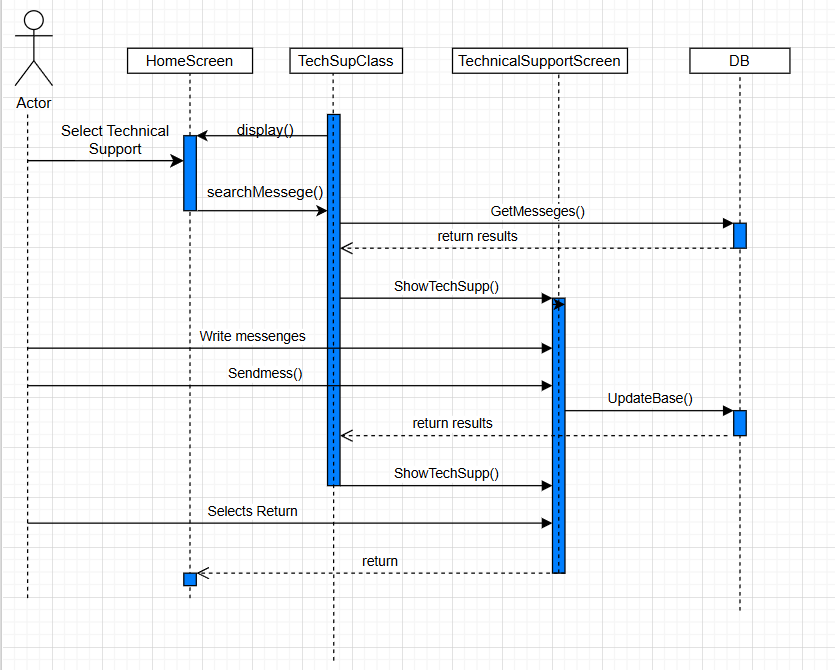 HomeScreen
TechSupClass
TechnicalSupportScreen
DB
Actor
Select Technical
Support
display()
searchMessege()
GetMesseges()
return results
ShowTechSupp()
Write messenges
Sendmess()
UpdateBase()
return results
ShowTechSupp()
Selects Return
return